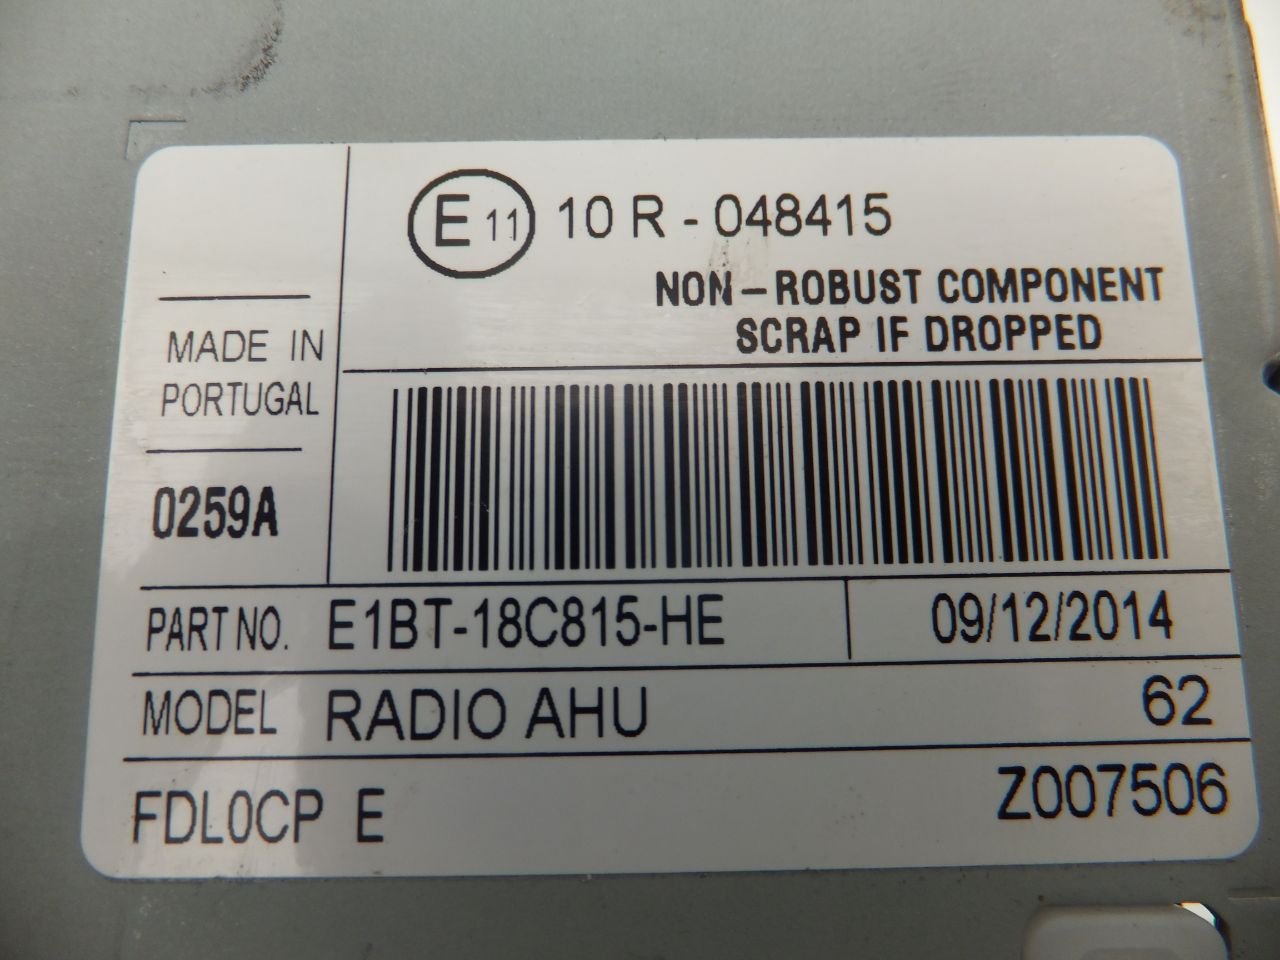 E 11 10 R - 048415
NON-ROBUST COMPONENT
SCRAP IF DROPPED
MADE IN
PORTUGAL
0259A
PART NO. E1BT-18C815-HE 09/12/2014
MODEL RADIO AHU 62
FDL0CP E Z007506